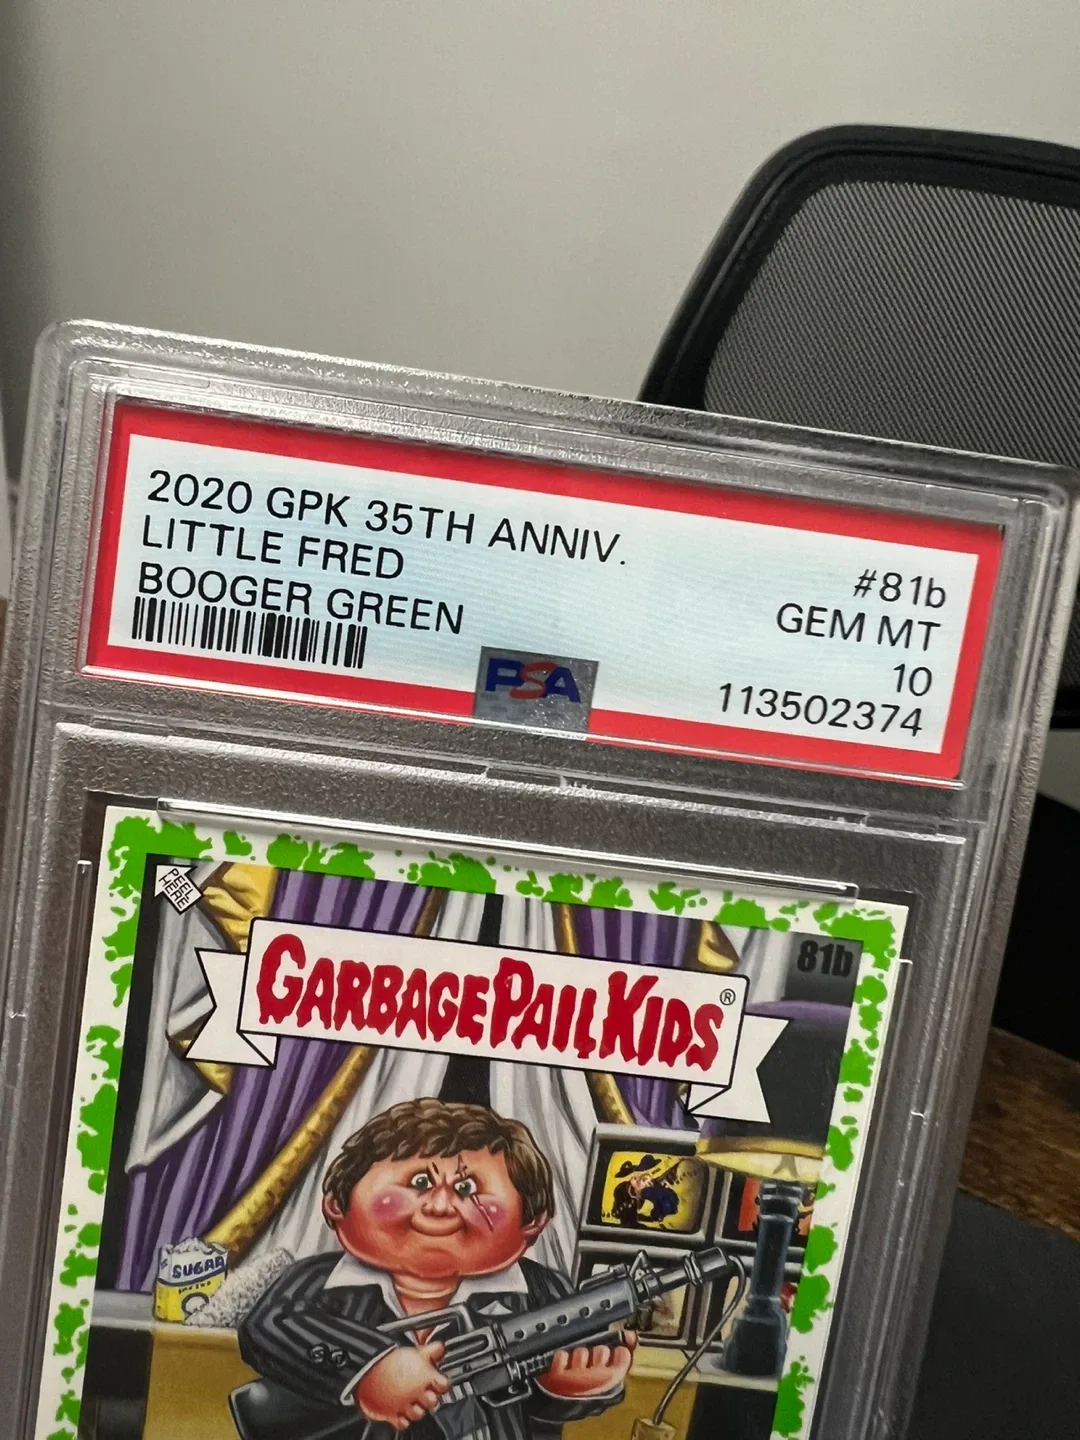 2020 GPK 35TH ANNIV.
LITTLE FRED
BOOGER GREEN
#81b
GEM MT
10
113502374
PSA
PEEL
HERE
81b
GARBAGE PAIL KIDS®
SUGAR